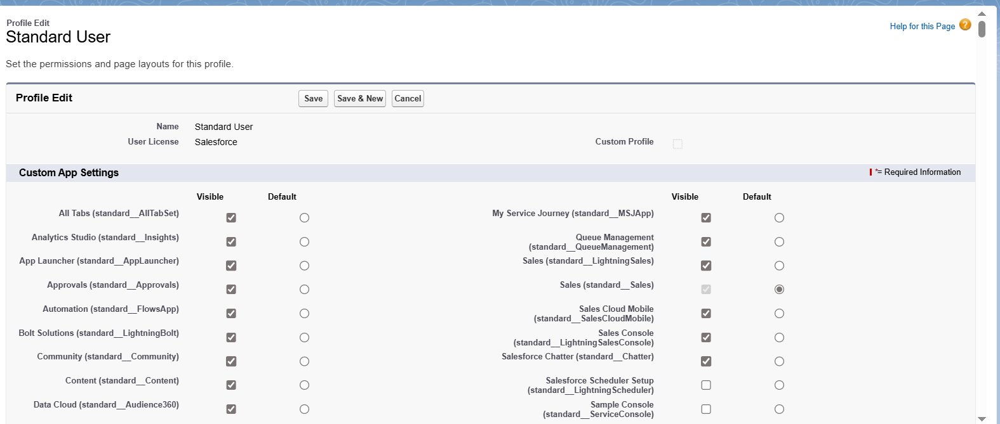 Profile Edit
Standard User
Help for this Page ?
Set the permissions and page layouts for this profile.
Profile Edit
Save
Save & New
Cancel
Name
Standard User
User License
Salesforce
Custom Profile
Custom App Settings
*= Required Information
Visible
Default
All Tabs (standard__AllTabSet)
Analytics Studio (standard__Insights)
App Launcher (standard__AppLauncher)
Approvals (standard__Approvals)
Automation (standard__FlowsApp)
Bolt Solutions (standard__LightningBolt)
Community (standard__Community)
Content (standard__Content)
Data Cloud (standard__Audience360)
Visible
Default
My Service Journey (standard__MSJApp)
Queue Management
(standard__QueueManagement)
Sales (standard__LightningSales)
Sales (standard__Sales)
Sales Cloud Mobile
(standard__SalesCloudMobile)
Sales Console
(standard__LightningSalesConsole)
Salesforce Chatter (standard__Chatter)
Salesforce Scheduler Setup
(standard__LightningScheduler)
Sample Console
(standard__ServiceConsole)